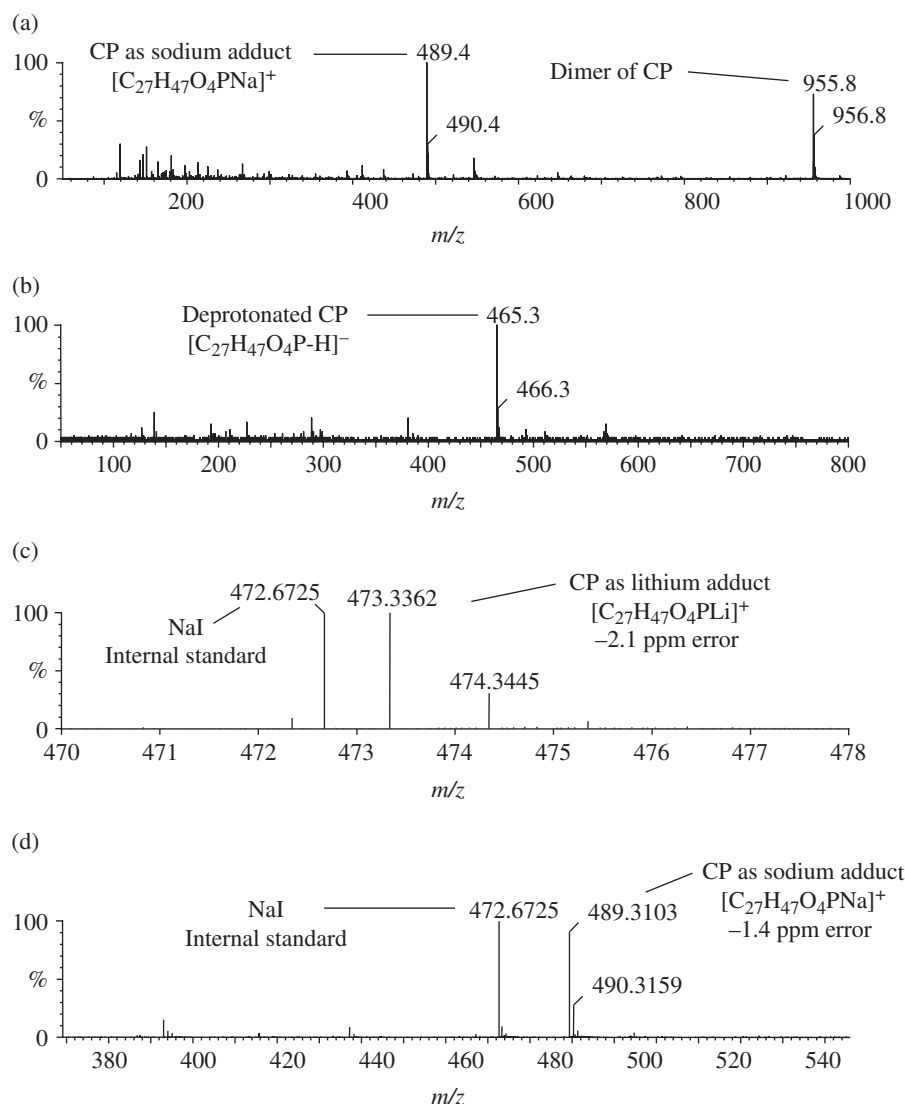 (a)
CP as sodium adduct
[C₂₇H₄₇O₄PNa]⁺
489.4
490.4
Dimer of CP
955.8
956.8
100
%
0
200 400 600 800 1000
m/z
(b)
Deprotonated CP
[C₂₇H₄₇O₄P-H]⁻
465.3
466.3
100
%
0
100 200 300 400 500 600 700 800
m/z
(c)
472.6725
473.3362
NaI
Internal standard
CP as lithium adduct
[C₂₇H₄₇O₄PLi]⁺
–2.1 ppm error
474.3445
100
%
0
470 471 472 473 474 475 476 477 478
m/z
(d)
NaI
Internal standard
472.6725
489.3103
490.3159
CP as sodium adduct
[C₂₇H₄₇O₄PNa]⁺
–1.4 ppm error
100
%
0
380 400 420 440 460 480 500 520 540
m/z